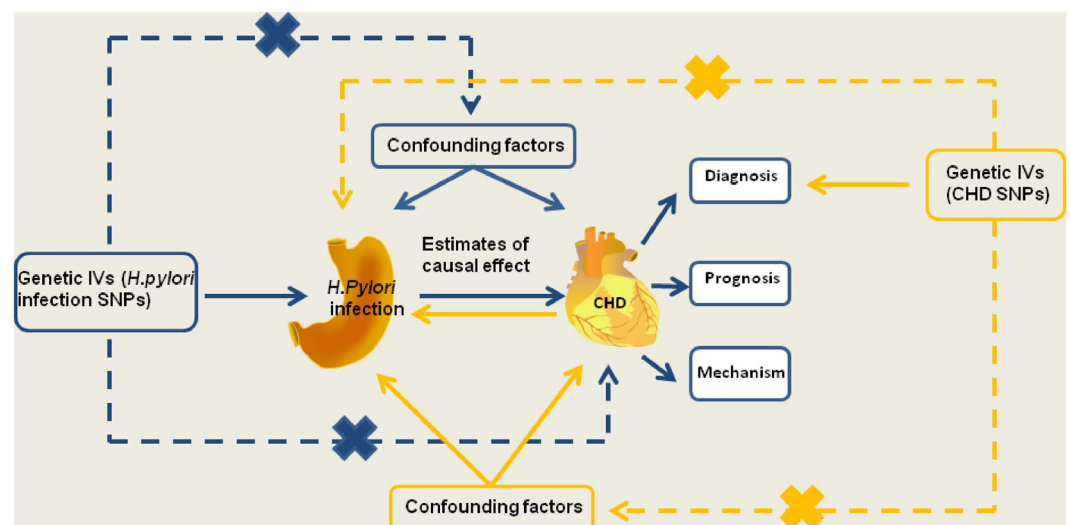 Confounding factors
Diagnosis
Genetic IVs
(CHD SNPs)
Estimates of
causal effect
Genetic IVs (H.pylori
infection SNPs)
H.Pylori
infection
CHD
Prognosis
Mechanism
Confounding factors